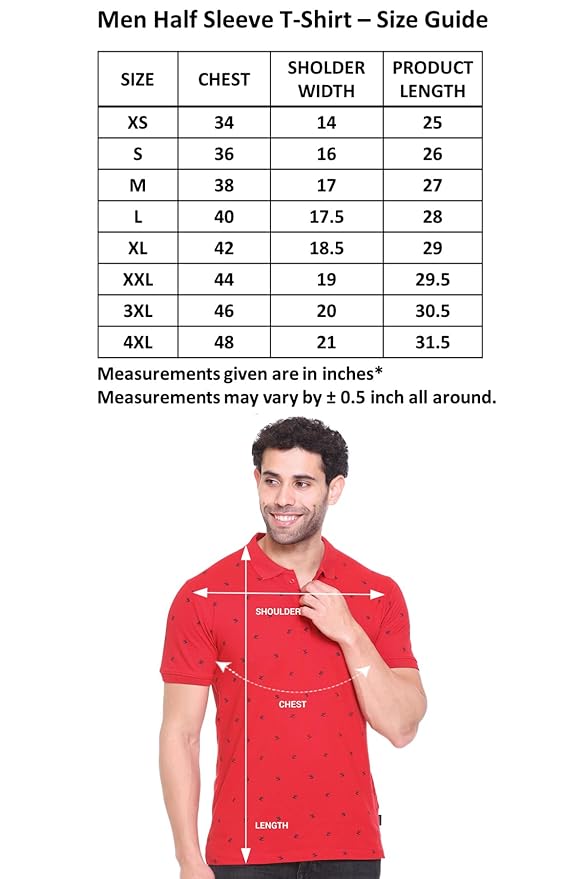 Men Half Sleeve T-Shirt – Size Guide
SIZE CHEST SHOLDER WIDTH PRODUCT LENGTH
XS 34 14 25
S 36 16 26
M 38 17 27
L 40 17.5 28
XL 42 18.5 29
XXL 44 19 29.5
3XL 46 20 30.5
4XL 48 21 31.5
Measurements given are in inches*
Measurements may vary by ± 0.5 inch all around.
SHOULDER
CHEST
LENGTH